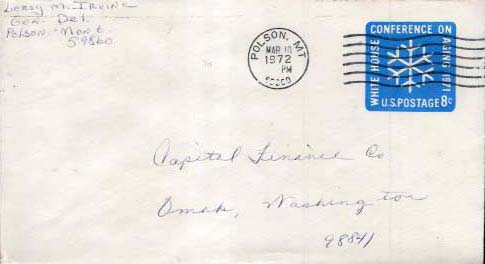 Leroy M. Irvine
Gen. Del.
Polson Mont
59860
POLSON, MT
MAR 10
1972
PM
59860
WHITE HOUSE CONFERENCE ON AGING 1971
U.S. POSTAGE 8c
Capital Finance Co
Omak, Washington
98841